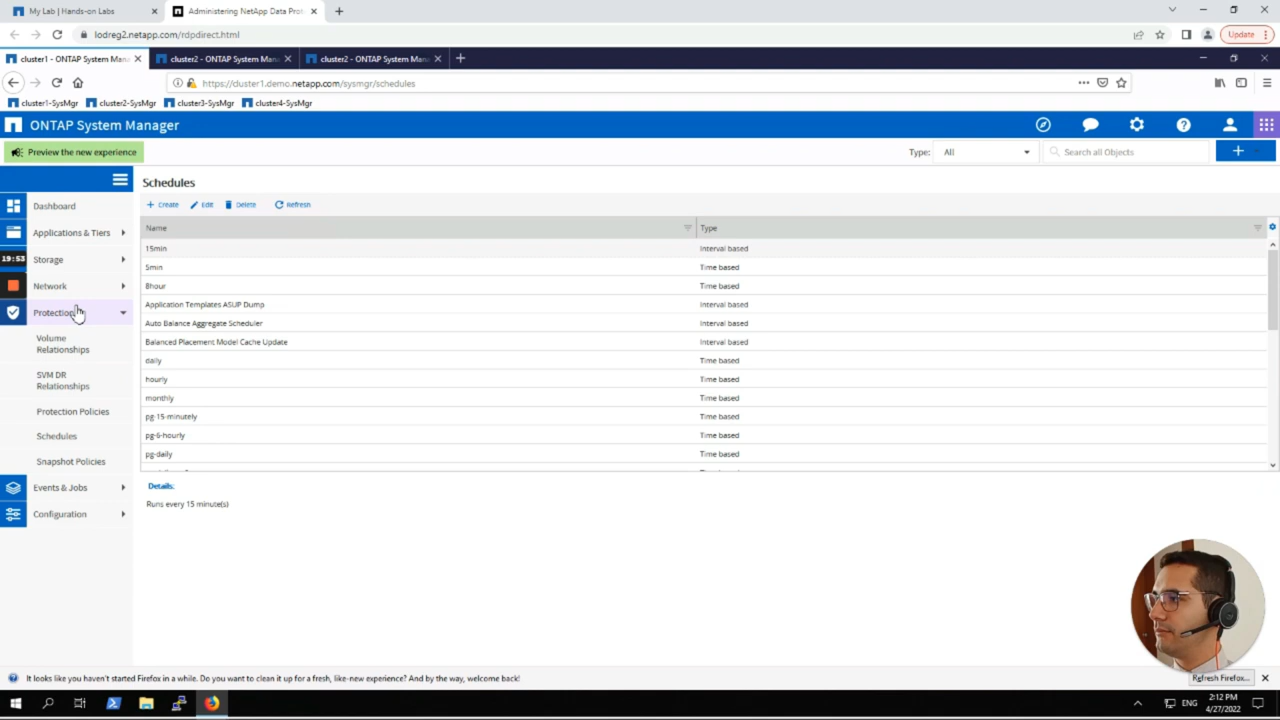 My Lab | Hands-on Labs
Administering NetApp Data Prot
lodreg2.netapp.com/rdpdirect.html
Update
cluster1 - ONTAP System Mana
cluster2 - ONTAP System Mana
cluster2 - ONTAP System Mana
https://cluster1.demo.netapp.com/sysmgr/schedules
cluster1-SysMgr
cluster2-SysMgr
cluster3-SysMgr
cluster4-SysMgr
ONTAP System Manager
Preview the new experience
Type: All
Search all Objects
Dashboard
Applications & Tiers
19:53
Storage
Network
Protection
Volume
Relationships
SVM DR
Relationships
Protection Policies
Schedules
Snapshot Policies
Events & Jobs
Configuration
Schedules
+ Create
Edit
Delete
Refresh
Name Type
15min Interval based
5min Time based
8hour Time based
Application Templates ASUP Dump Interval based
Auto Balance Aggregate Scheduler Interval based
Balanced Placement Model Cache Update Interval based
daily Time based
hourly Time based
monthly Time based
pg-15-minutely Time based
pg-6-hourly Time based
pg-daily Time based
Details:
Runs every 15 minute(s)
It looks like you haven't started Firefox in a while. Do you want to clean it up for a fresh, like-new experience? And by the way, welcome back!
Refresh Firefox...
ENG
2:12 PM
4/27/2022